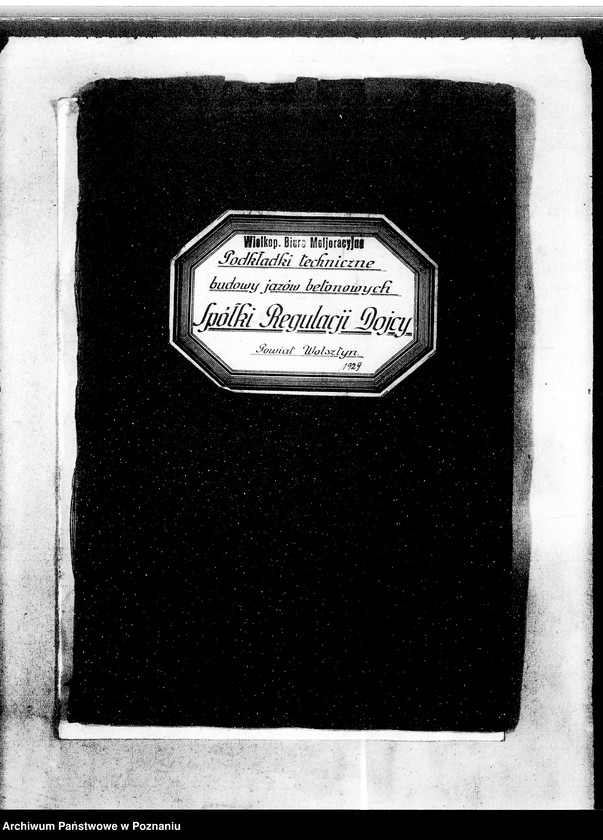 Wielkop. Biuro Meljoracyjne
Podkładki techniczne
budowy jazów betonowych
Spółki Regulacji Dojcy
Powiat Wolsztyn.
1929
Archiwum Państwowe w Poznaniu